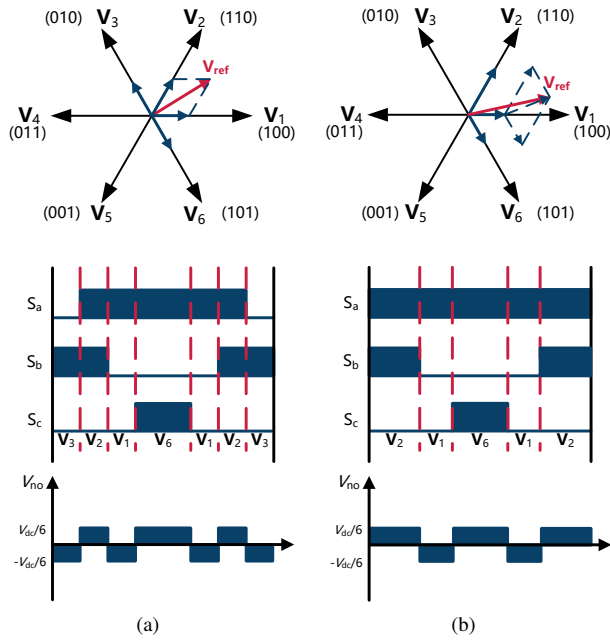 (010) V3 V2 (110)
Vref
V4 V1
(011) (100)
(001) V5 V6 (101)
Sa
Sb
Sc
V3 V2 V1 V6 V1 V2 V3
Vno
Vdc/6
-Vdc/6
(a)
(010) V3 V2 (110)
Vref
V4 V1
(011) (100)
(001) V5 V6 (101)
Sa
Sb
Sc
V2 V1 V6 V1 V2
Vno
Vdc/6
-Vdc/6
(b)